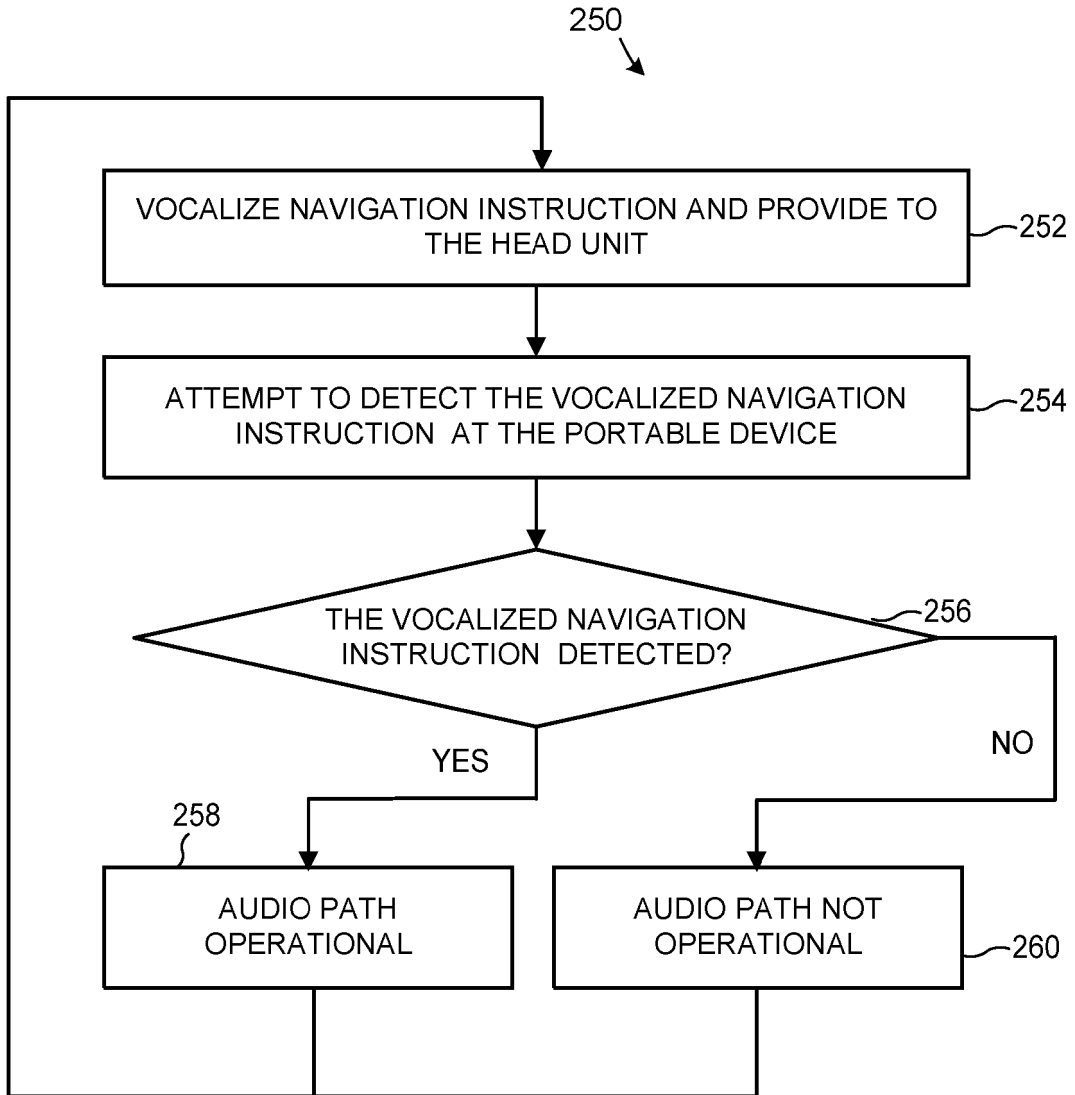 250
VOCALIZE NAVIGATION INSTRUCTION AND PROVIDE TO
THE HEAD UNIT
252
ATTEMPT TO DETECT THE VOCALIZED NAVIGATION
INSTRUCTION AT THE PORTABLE DEVICE
254
THE VOCALIZED NAVIGATION
INSTRUCTION DETECTED?
256
YES
NO
258
AUDIO PATH
OPERATIONAL
AUDIO PATH NOT
OPERATIONAL
260